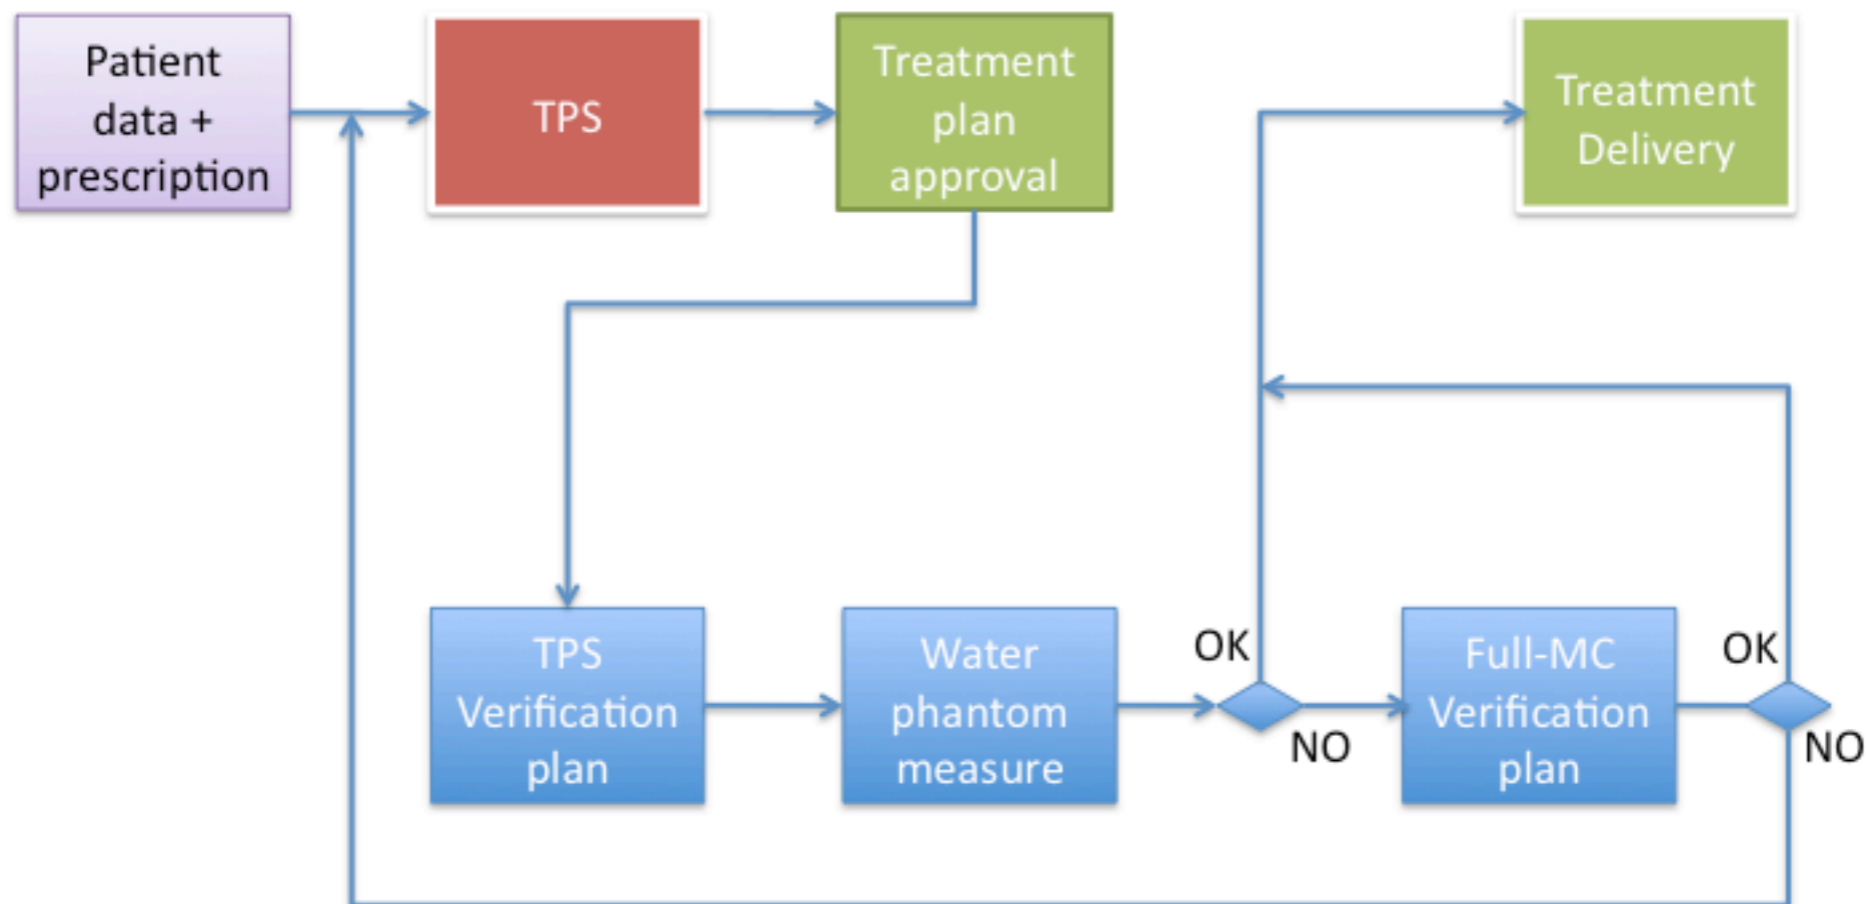 Patient
data +
prescription
TPS
Treatment
plan
approval
Treatment
Delivery
TPS
Verification
plan
Water
phantom
measure
OK
NO
Full-MC
Verification
plan
OK
NO